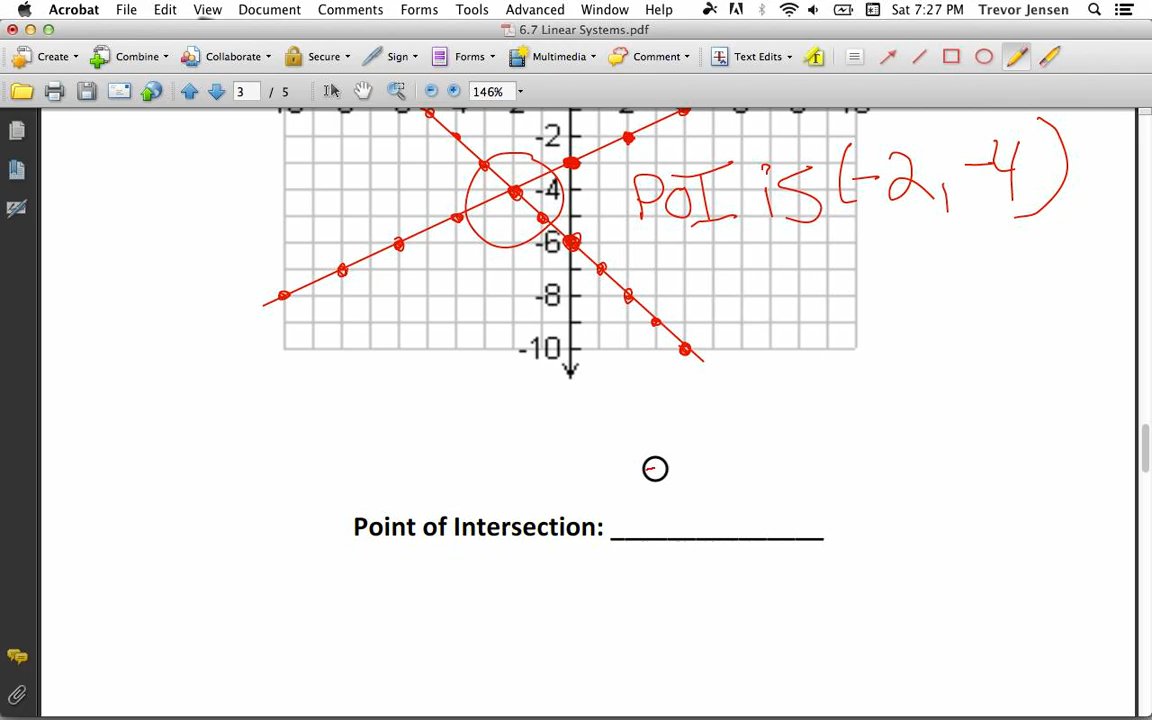 Acrobat File Edit View Document Comments Forms Tools Advanced Window Help Sat 7:27 PM Trevor Jensen
6.7 Linear Systems.pdf
Create Combine Collaborate Secure Sign Forms Multimedia Comment Text Edits
3 / 5 146%
-2
-4
-6
-8
-10
POI is (-2, -4)
Point of Intersection: _______________